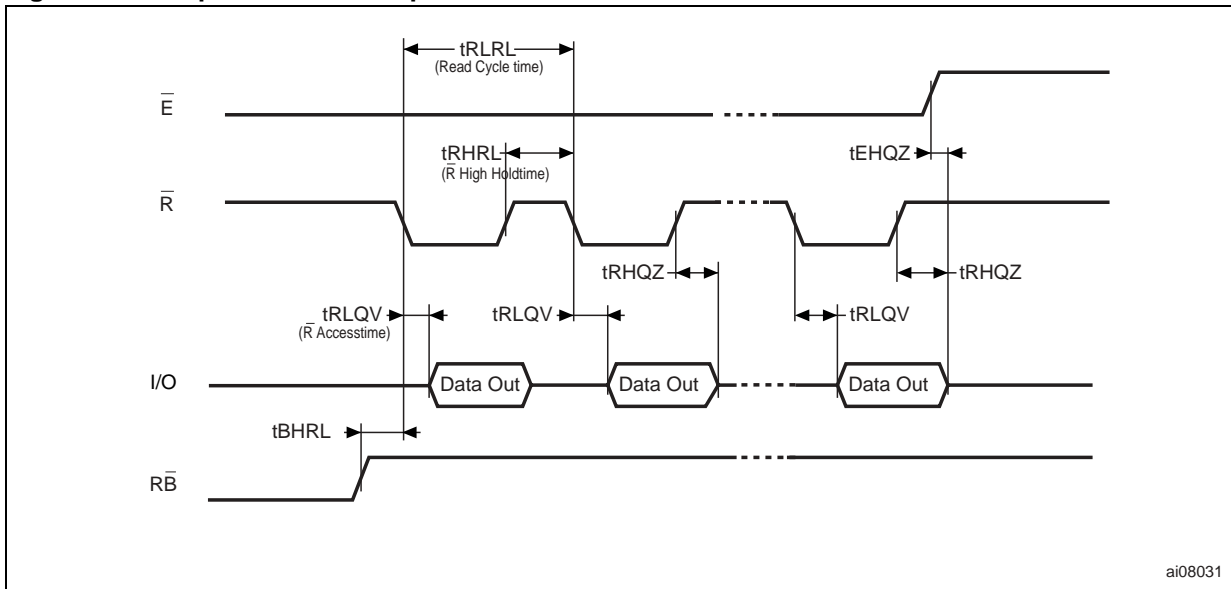 tRLRL
(Read Cycle time)
E̅
tRHRL
(R̅ High Holdtime)
tEHQZ
R̅
tRHQZ
tRHQZ
tRLQV
(R̅ Accesstime)
tRLQV
tRLQV
I/O
Data Out
Data Out
Data Out
tBHRL
RB̅
ai08031